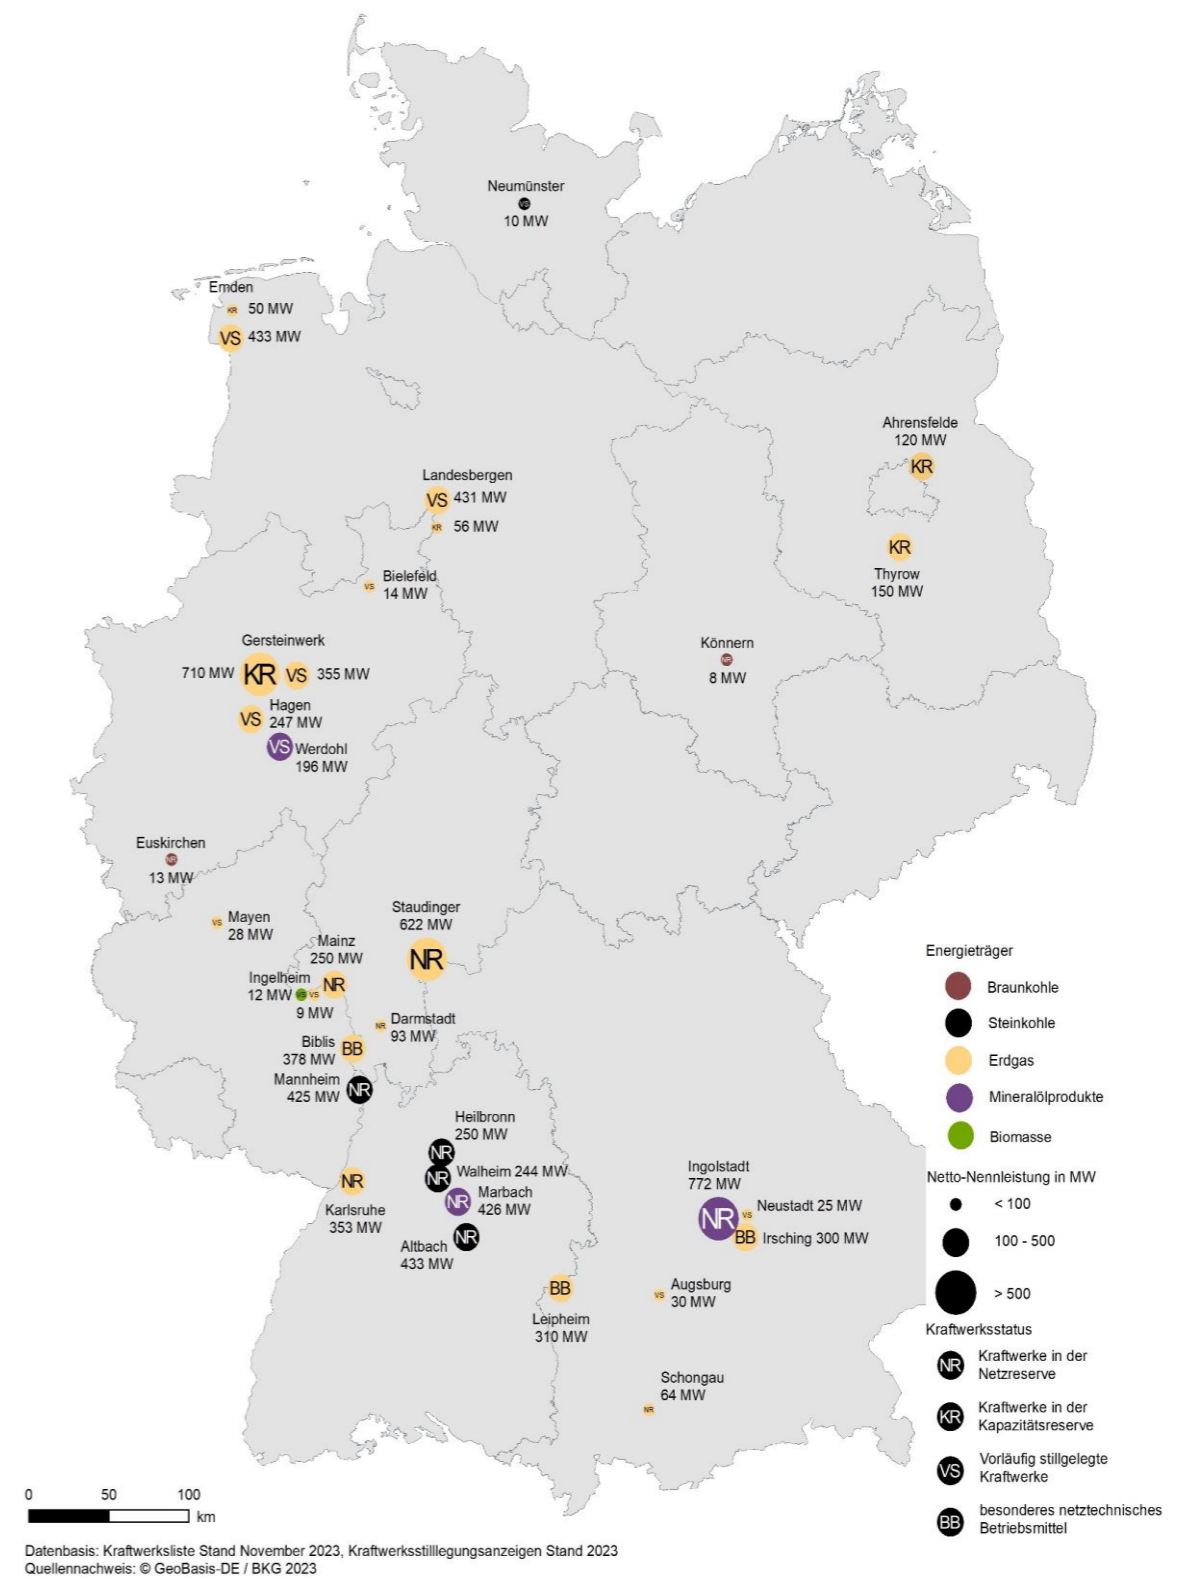 Neumünster
VS
10 MW
Emden
KR 50 MW
VS 433 MW
Ahrensfelde
120 MW
KR
Landesbergen
VS 431 MW
KR 56 MW
KR
Thyrow
150 MW
Bielefeld
VS
14 MW
Gersteinwerk
710 MW KR VS 355 MW
Könnern
NR
8 MW
Hagen
VS
247 MW
VS Werdohl
196 MW
Euskirchen
NR
13 MW
VS Mayen
28 MW
Staudinger
622 MW
NR
Mainz
250 MW
NR
Ingelheim
12 MW VS VS
9 MW
NR Darmstadt
93 MW
Biblis
378 MW BB
Mannheim
425 MW NR
Heilbronn
250 MW
NR
NR Walheim 244 MW
NR Marbach
426 MW
NR
Karlsruhe
353 MW
NR
Altbach
433 MW
Ingolstadt
772 MW
NR
VS Neustadt 25 MW
BB Irsching 300 MW
BB
Leipheim
310 MW
VS Augsburg
30 MW
Schongau
64 MW
NR
Energieträger
Braunkohle
Steinkohle
Erdgas
Mineralölprodukte
Biomasse
Netto-Nennleistung in MW
< 100
100 - 500
> 500
Kraftwerksstatus
NR Kraftwerke in der
Netzreserve
KR Kraftwerke in der
Kapazitätsreserve
VS Vorläufig stillgelegte
Kraftwerke
BB besonderes netztechnisches
Betriebsmittel
0 50 100
km
Datenbasis: Kraftwerksliste Stand November 2023, Kraftwerksstilllegungsanzeigen Stand 2023
Quellennachweis: © GeoBasis-DE / BKG 2023